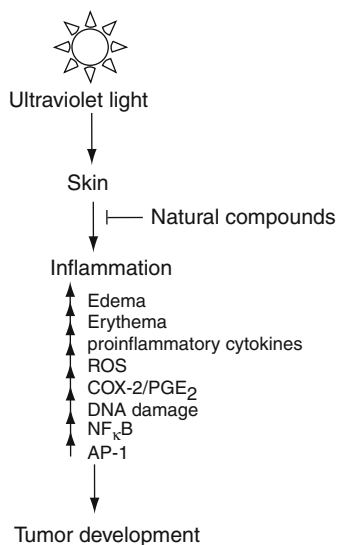 Ultraviolet light
Skin
Natural compounds
Inflammation
Edema
Erythema
proinflammatory cytokines
ROS
COX-2/PGE2
DNA damage
NFκB
AP-1
Tumor development